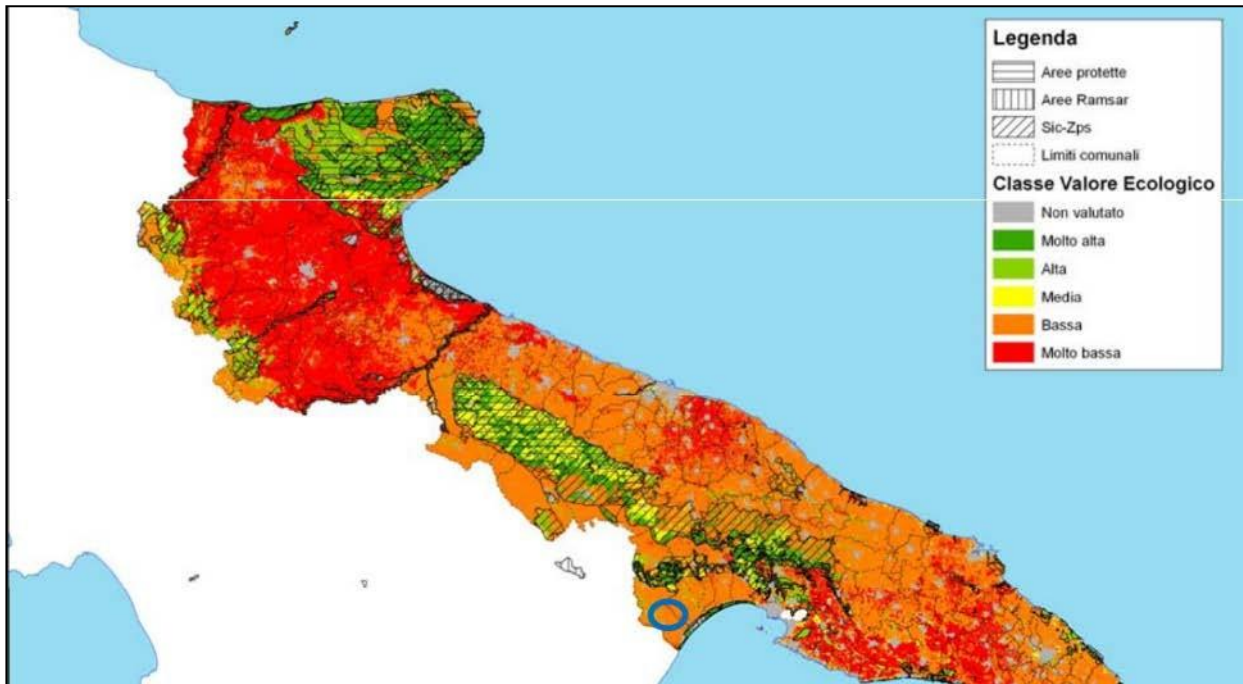 Legenda
Aree protette
Aree Ramsar
Sic-Zps
Limiti comunali
Classe Valore Ecologico
Non valutato
Molto alta
Alta
Media
Bassa
Molto bassa